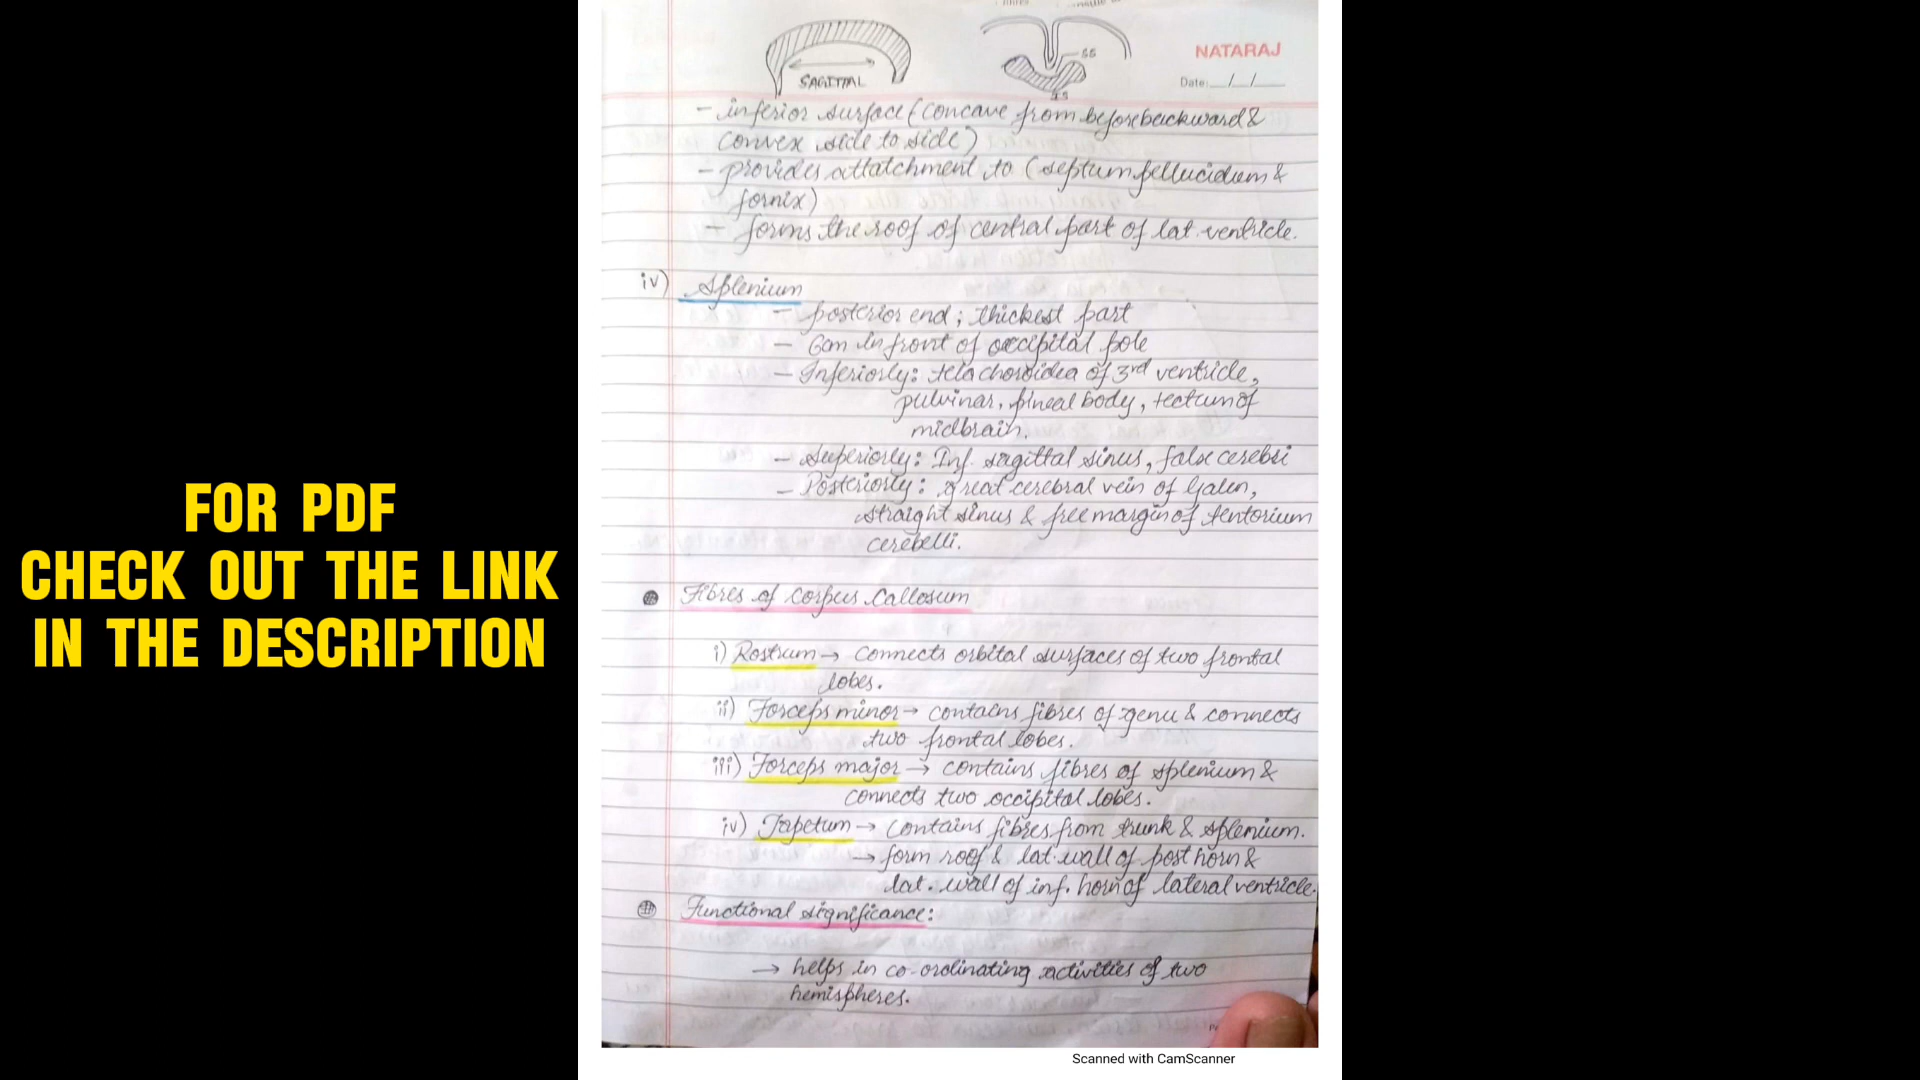 FOR PDF
CHECK OUT THE LINK
IN THE DESCRIPTION
SAGITTAL
SS
IS
NATARAJ
Date: / /
- inferior surface (concave from before backward &
convex side to side)
- provides attatchment to (septum pellucidum &
fornix)
- forms the roof of central part of lat. ventricle.
iv) Splenium
- posterior end; thickest part
- 6cm in front of occipital pole
- Inferiorly: tela choroidea of 3rd ventricle,
pulvinar, pineal body, tectum of
midbrain.
- Superiorly: Inf. sagittal sinus, falx cerebri
- Posteriorly: great cerebral vein of Galen,
straight sinus & free margin of tentorium
cerebelli.
Fibres of corpus Callosum
i) Rostrum → connects orbital surfaces of two frontal
lobes.
ii) Forceps minor → contains fibres of genu & connects
two frontal lobes.
iii) Forceps major → contains fibres of splenium &
connects two occipital lobes.
iv) Tapetum → contains fibres from trunk & splenium.
→ form roof & lat. wall of post horn &
lat. wall of inf. horn of lateral ventricle.
Functional significance:
→ helps in co-ordinating activities of two
hemispheres.
Scanned with CamScanner